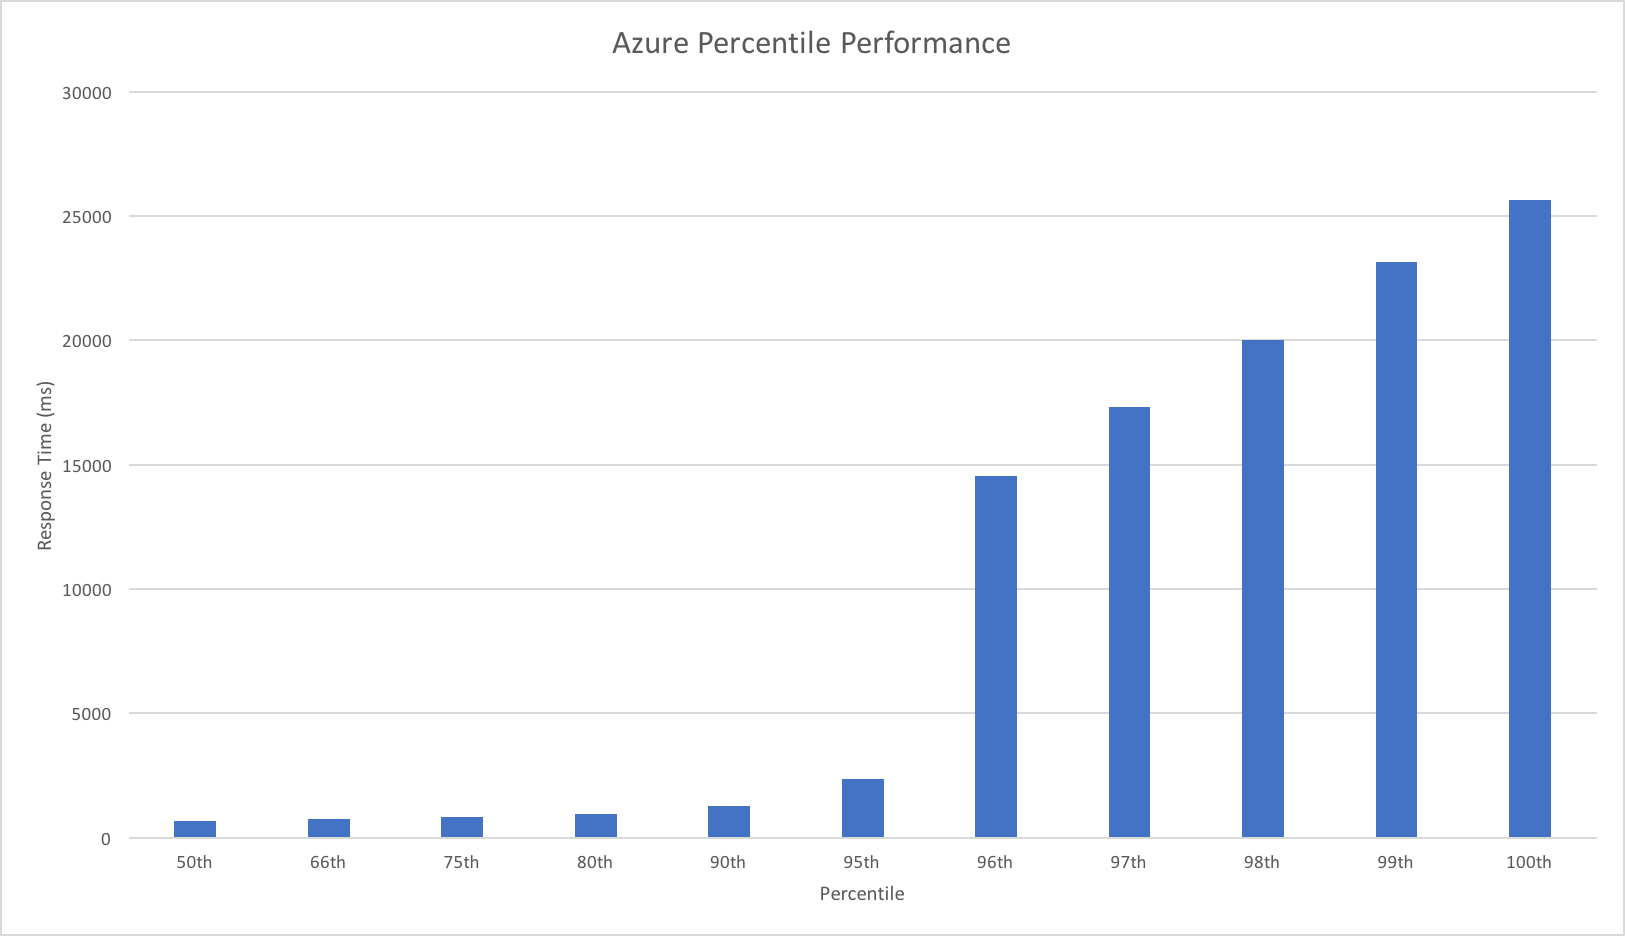 Azure Percentile Performance
30000
25000
20000
15000
10000
5000
0
Response Time (ms)
50th 66th 75th 80th 90th 95th 96th 97th 98th 99th 100th
Percentile